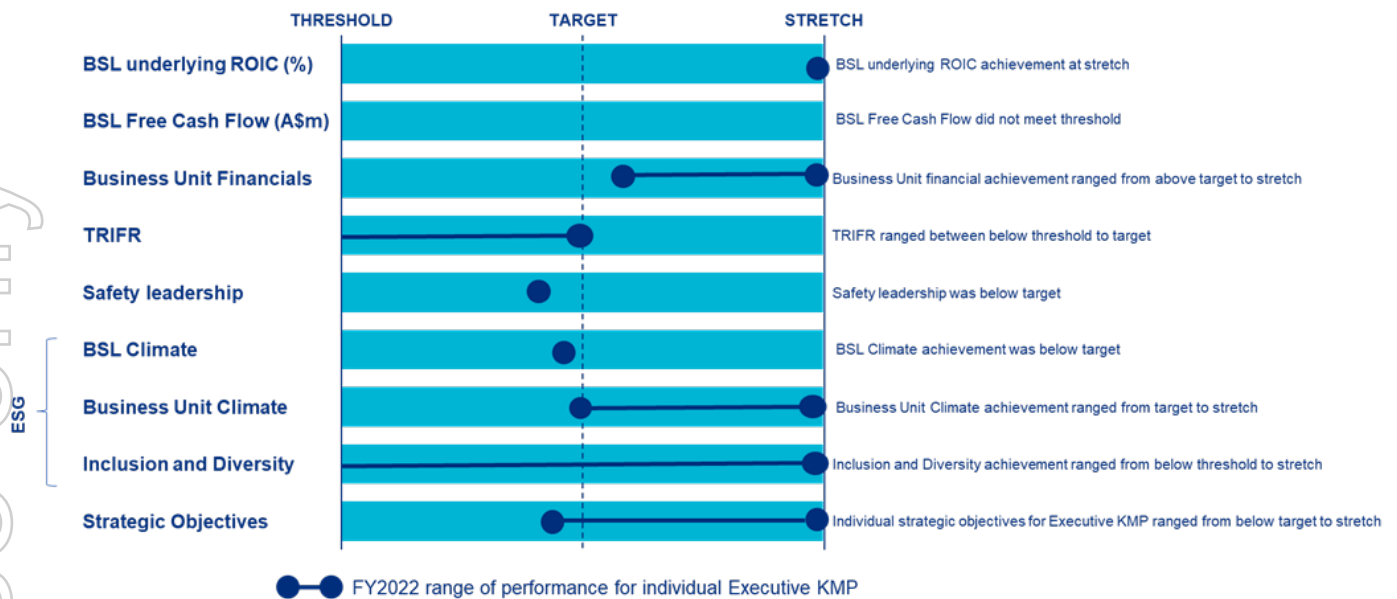 THRESHOLD TARGET STRETCH
BSL underlying ROIC (%) BSL underlying ROIC achievement at stretch
BSL Free Cash Flow (A$m) BSL Free Cash Flow did not meet threshold
Business Unit Financials Business Unit financial achievement ranged from above target to stretch
TRIFR TRIFR ranged between below threshold to target
Safety leadership Safety leadership was below target
ESG
BSL Climate BSL Climate achievement was below target
Business Unit Climate Business Unit Climate achievement ranged from target to stretch
Inclusion and Diversity Inclusion and Diversity achievement ranged from below threshold to stretch
Strategic Objectives Individual strategic objectives for Executive KMP ranged from below target to stretch
FY2022 range of performance for individual Executive KMP